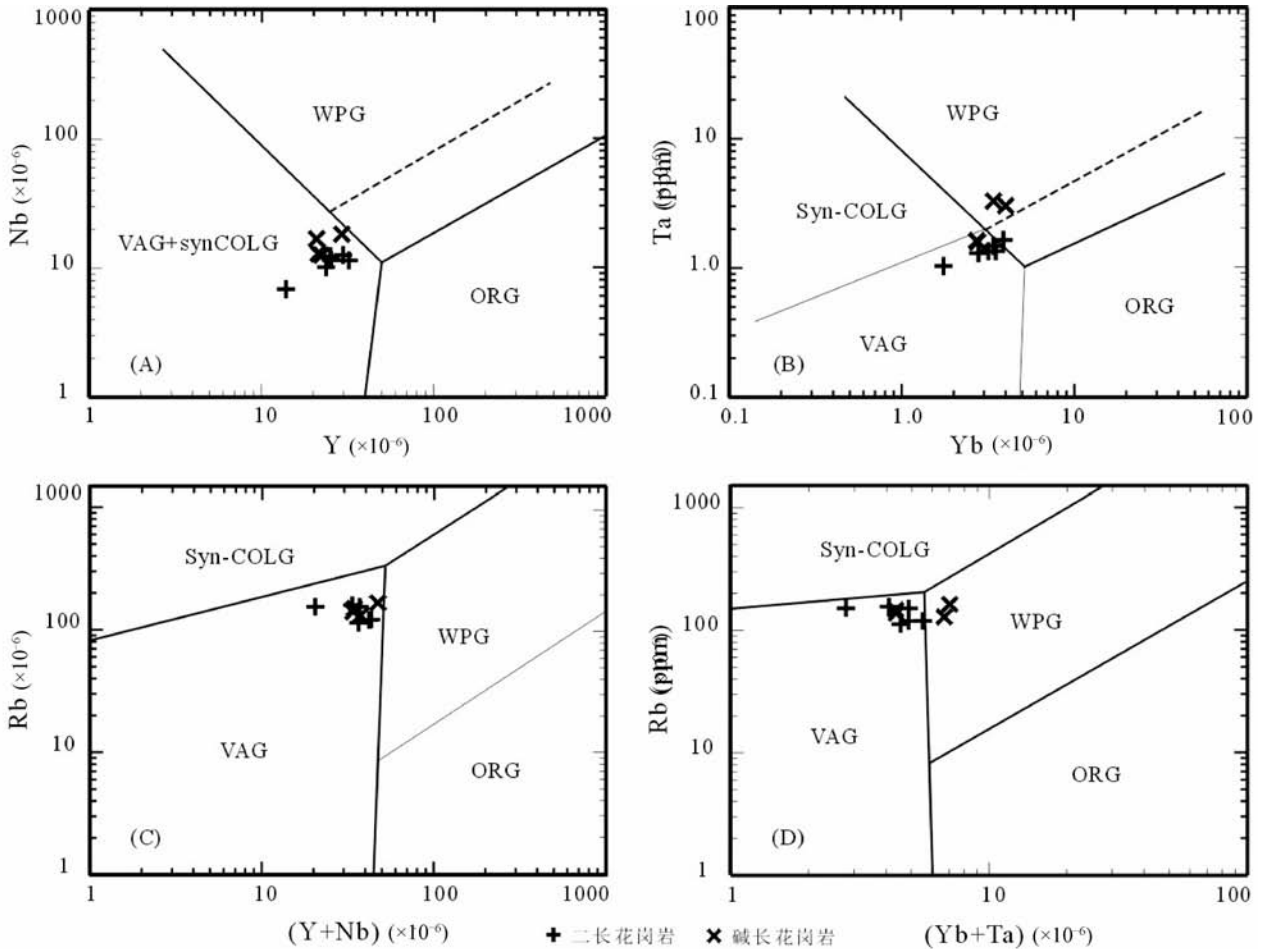 1000
100
10
1
Nb (×10⁻⁶)
WPG
VAG+synCOLG
ORG
(A)
1 10 100 1000
Y (×10⁻⁶)
100
10
1.0
0.1
WPG
Syn-COLG
VAG
ORG
(B)
0.1 1.0 10 100
Yb (×10⁻⁶)
1000
100
10
1
Rb (×10⁻⁶)
Syn-COLG
WPG
VAG
ORG
(C)
1 10 100 1000
(Y+Nb) (×10⁻⁶)
1000
100
10
1
Syn-COLG
WPG
VAG
ORG
(D)
1 10 100
(Yb+Ta) (×10⁻⁶)
二长花岗岩 碱长花岗岩
Ta
Rb